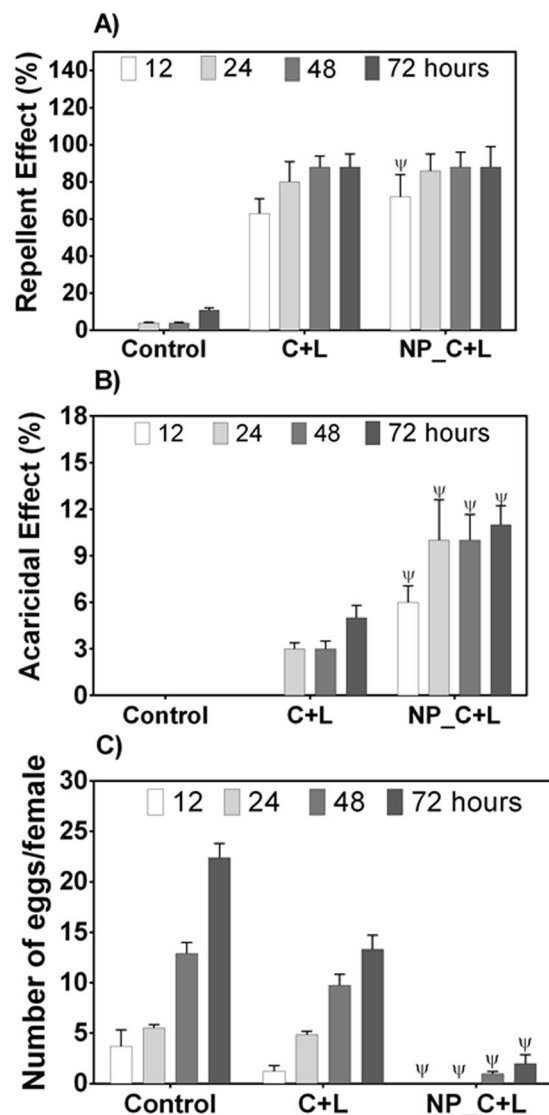 A)
Repellent Effect (%)
140
120
100
80
60
40
20
0
12 24 48 72 hours
ψ
Control C+L NP_C+L
B)
Acaricidal Effect (%)
18
15
12
9
6
3
0
12 24 48 72 hours
ψ ψ ψ ψ
Control C+L NP_C+L
C)
Number of eggs/female
30
25
20
15
10
5
0
12 24 48 72 hours
ψ ψ ψ ψ
Control C+L NP_C+L